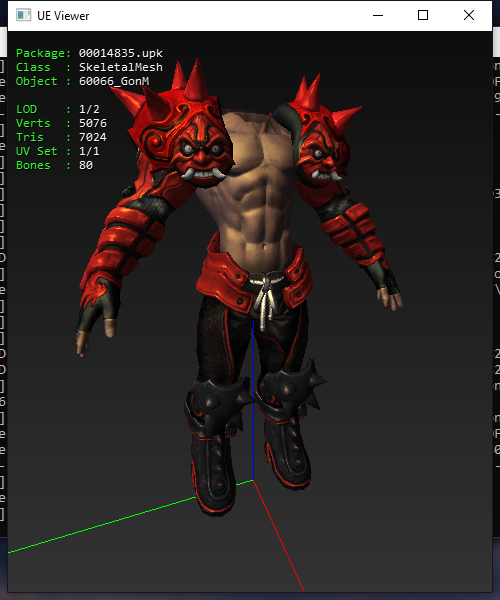 UE Viewer
Package: 00014835.upk
Class  : SkeletalMesh
Object : 60066_GonM
LOD    : 1/2
Verts  : 5076
Tris   : 7024
UV Set : 1/1
Bones  : 80